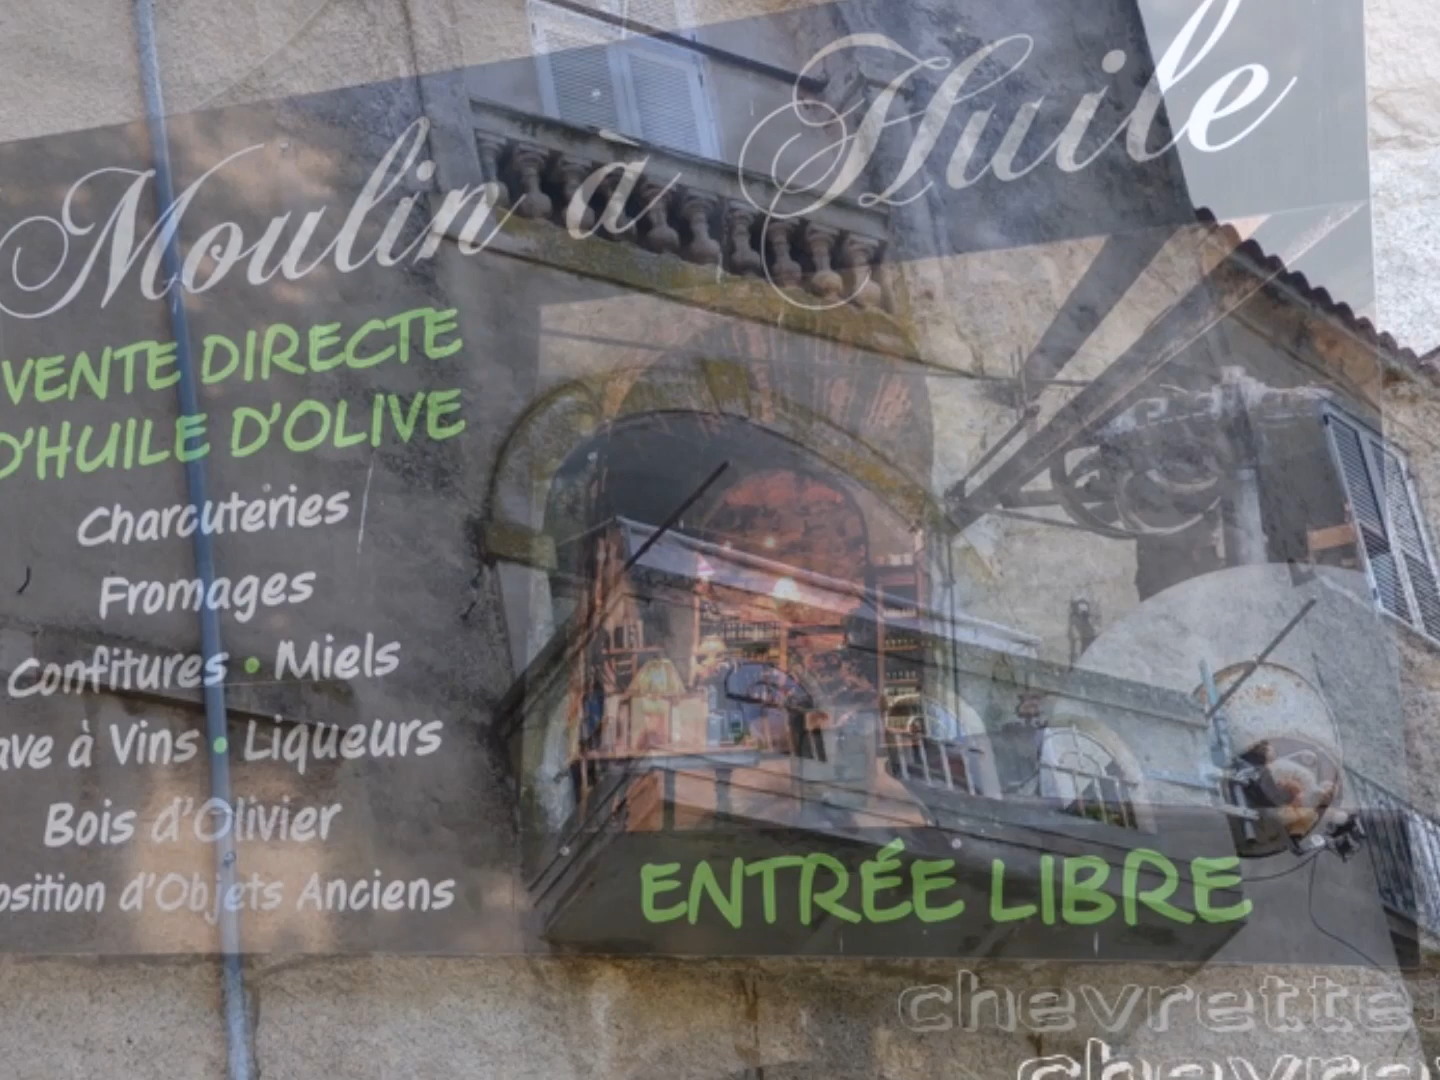 Moulin à Huile
VENTE DIRECTE
D'HUILE D'OLIVE
Charcuteries
Fromages
Confitures • Miels
ave à Vins • Liqueurs
Bois d'Olivier
osition d'Objets Anciens
ENTRÉE LIBRE
chevrette